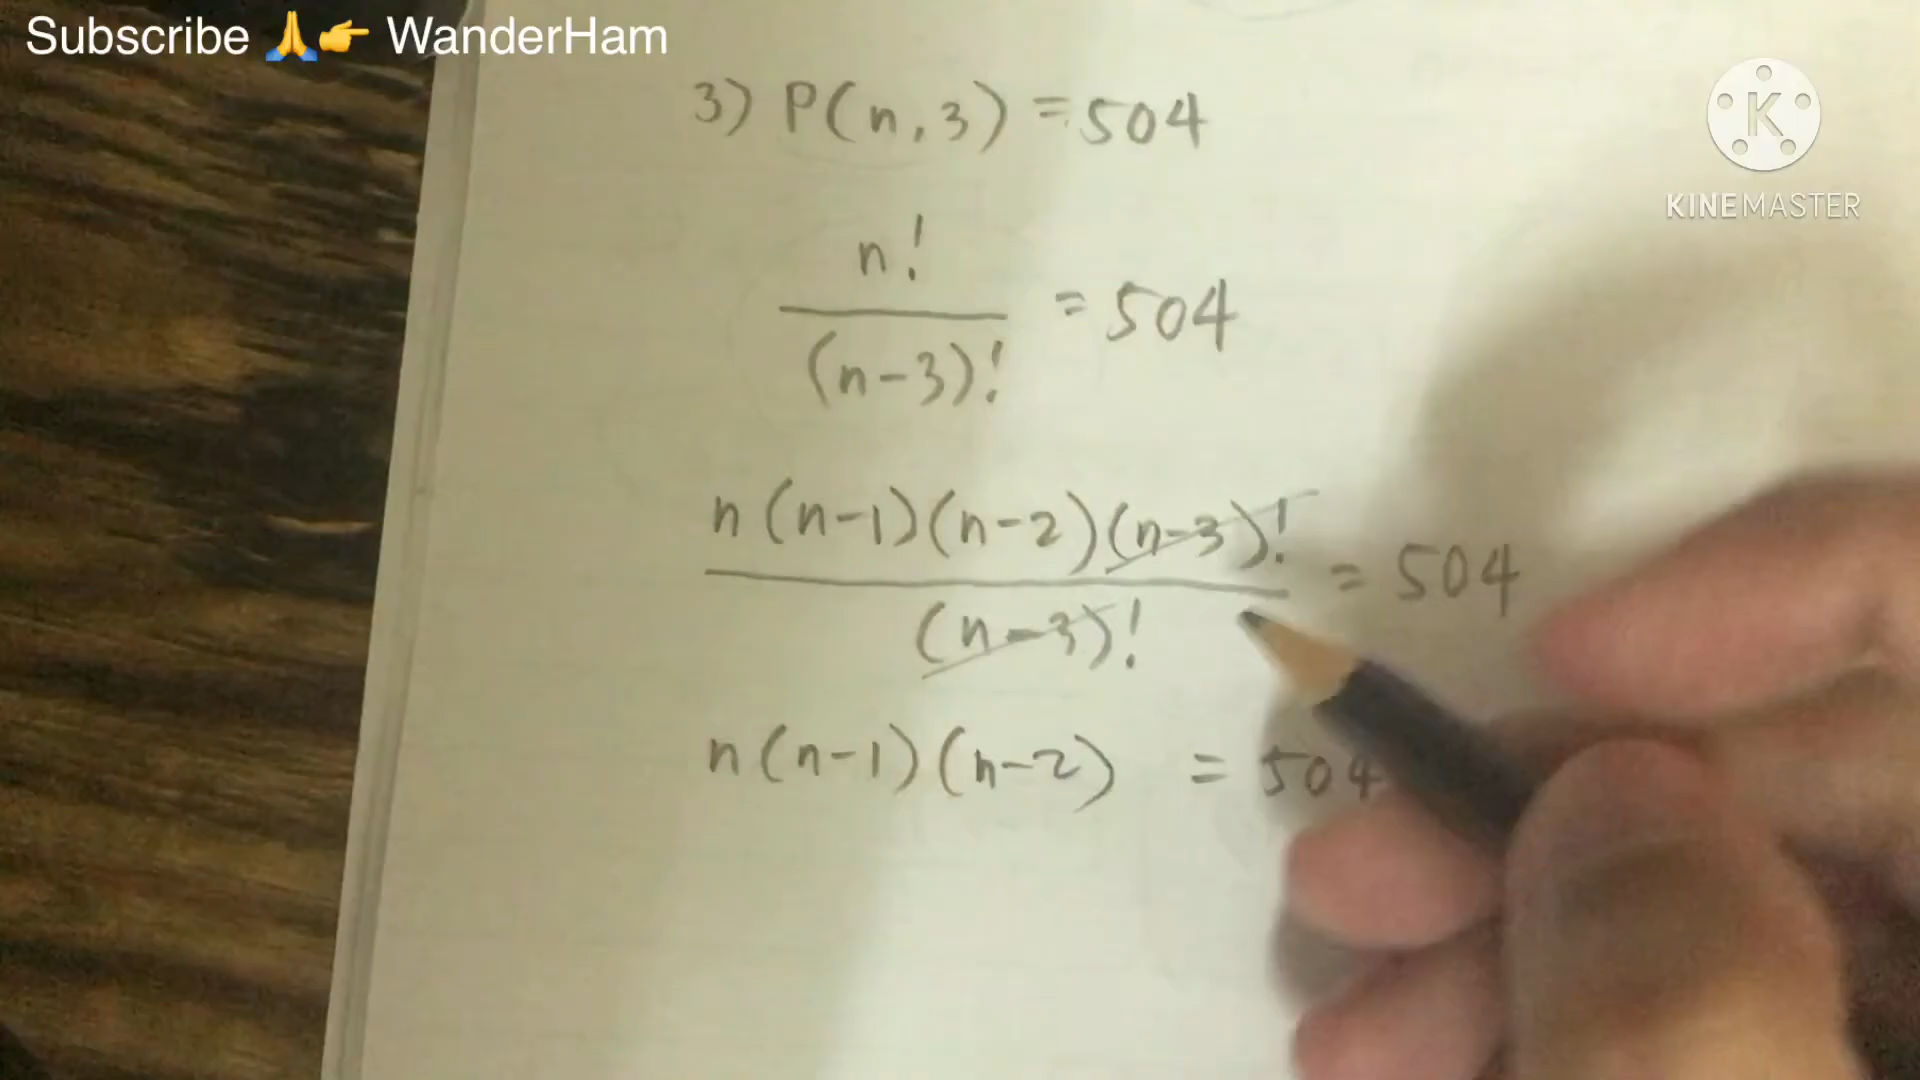 Subscribe 🙏👉 WanderHam
K
KINEMASTER
3) P(n,3) = 504
n!
(n-3)! = 504
n(n-1)(n-2)(n-3)!
(n-3)! = 504
n(n-1)(n-2) = 504